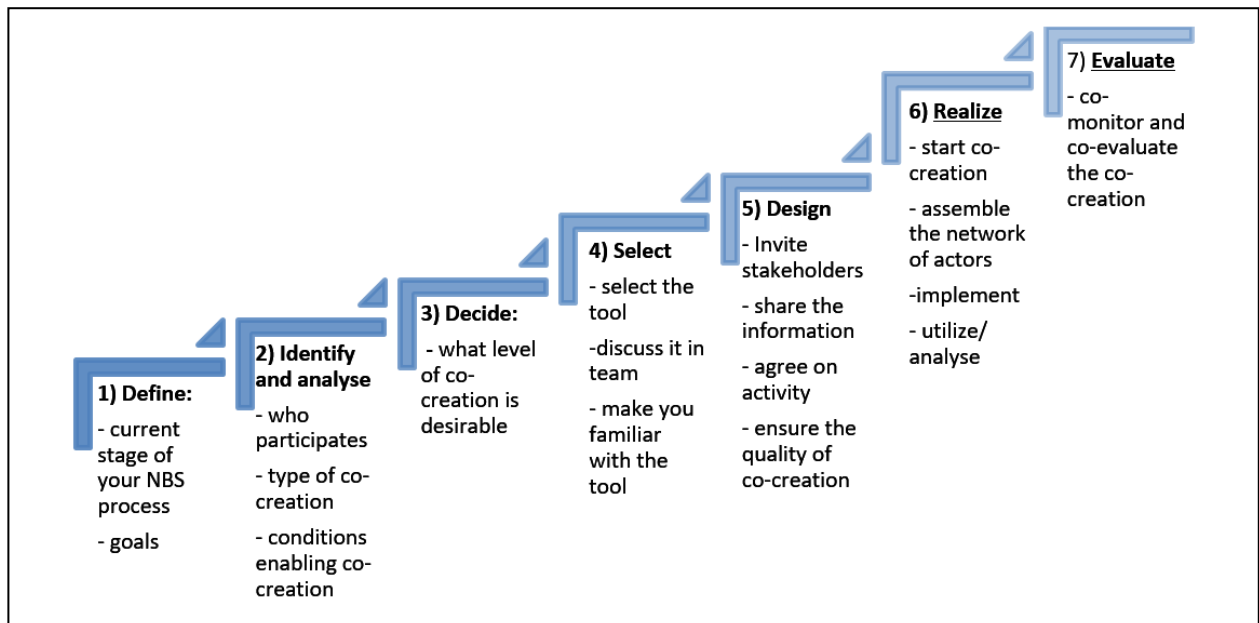 1) Define:
- current
stage of
your NBS
process
- goals
2) Identify
and analyse
- who
participates
- type of co-
creation
- conditions
enabling co-
creation
3) Decide:
- what level
of co-
creation is
desirable
4) Select
- select the
tool
-discuss it in
team
- make you
familiar
with the
tool
5) Design
- Invite
stakeholders
- share the
information
- agree on
activity
- ensure the
quality of
co-creation
6) Realize
- start co-
creation
- assemble
the network
of actors
-implement
- utilize/
analyse
7) Evaluate
- co-
monitor and
co-evaluate
the co-
creation